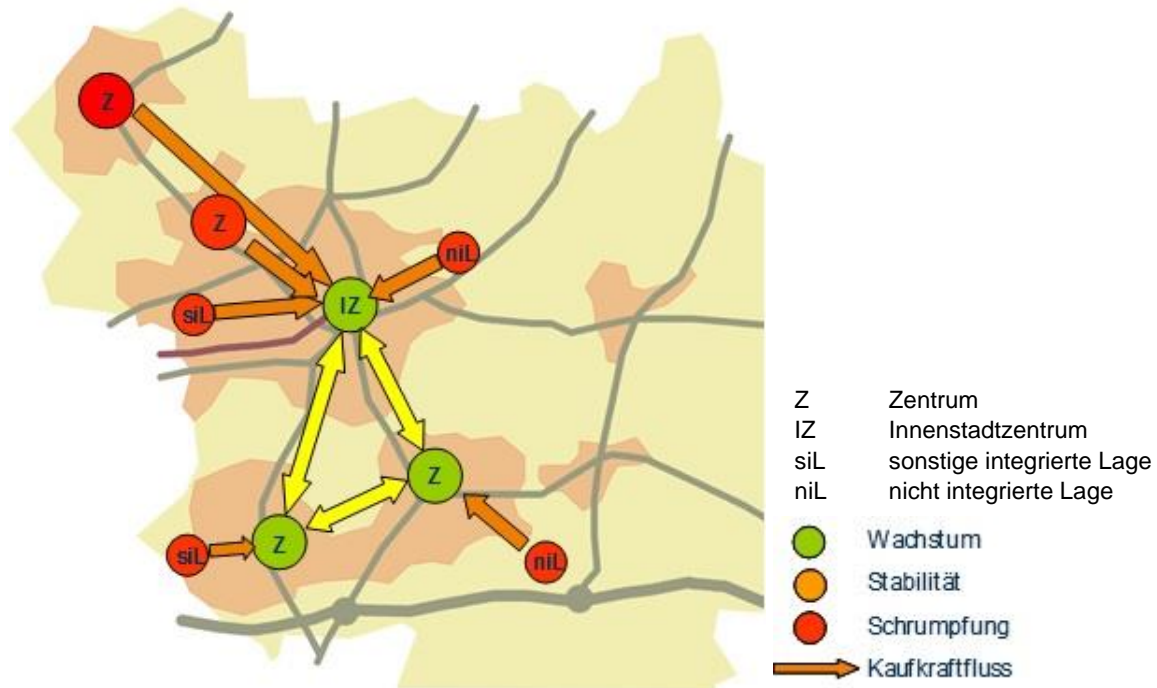 Z
Z
niL
siL
IZ
Z
Z
siL
niL
Z Zentrum
IZ Innenstadtzentrum
siL sonstige integrierte Lage
niL nicht integrierte Lage
Wachstum
Stabilität
Schrumpfung
Kaufkraftfluss